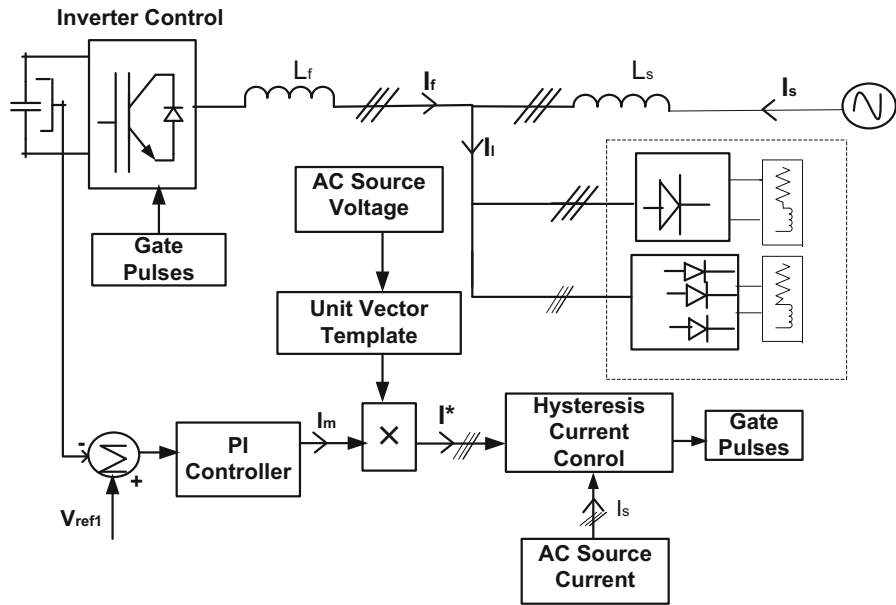 Inverter Control
Lf
If
Ls
Is
Il
AC Source
Voltage
Gate
Pulses
Unit Vector
Template
Im
I*
×
Hysteresis
Current
Conrol
Gate
Pulses
-
Σ
+
PI
Controller
Vref1
Is
AC Source
Current